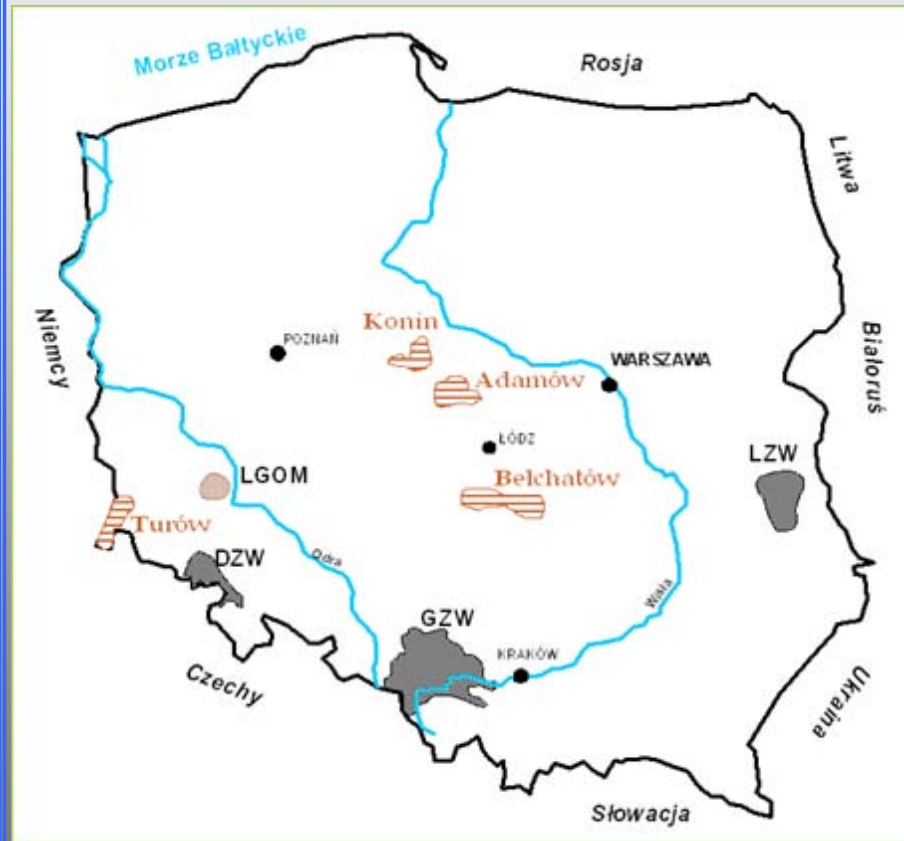 Morze Bałtyckie
Rosja
Litwa
Niemcy
Konin
POZNAŃ
WARSZAWA
Białoruś
Adamów
ŁÓDZ
LZW
LGOM
Bełchatów
Turów
DZW
Odra
Wisła
GZW
KRAKÓW
Czechy
Ukraina
Słowacja